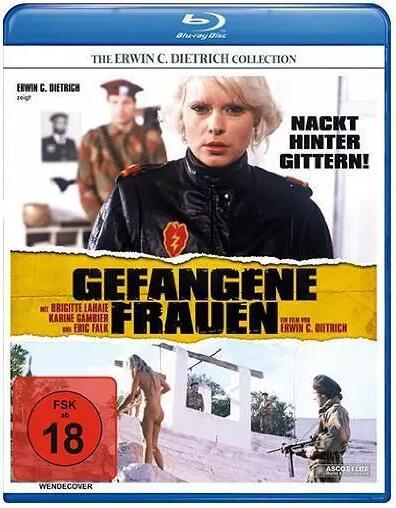 Blu-ray Disc
THE ERWIN C. DIETRICH COLLECTION
ERWIN C. DIETRICH
zeigt
NACKT
HINTER
GITTERN!
GEFANGENE
FRAUEN
MIT BRIGITTE LAHAIE
KARINE GAMBIER
UND ERIC FALK
EIN FILM VON
ERWIN C. DIETRICH
FSK
ab
18
WENDECOVER
ASCOT ELITE